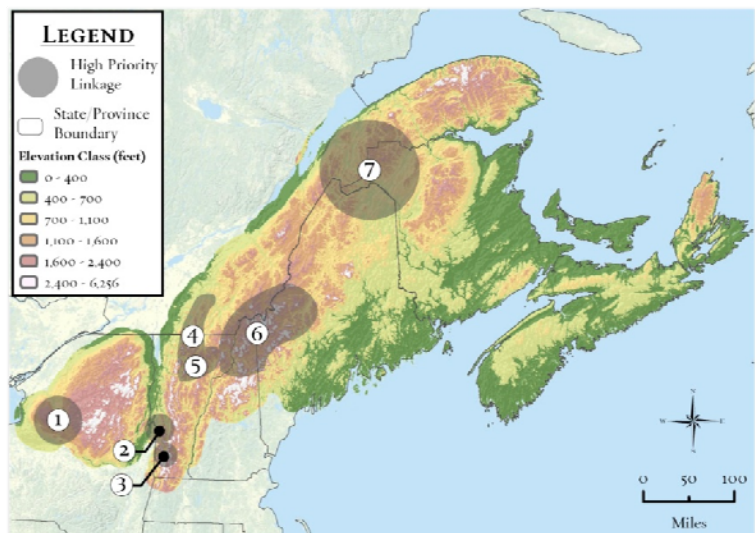 LEGEND
High Priority
Linkage
State/Province
Boundary
Elevation Class (feet)
0 - 400
400 - 700
700 - 1,100
1,100 - 1,600
1,600 - 2,400
2,400 - 6,256
7
4
6
5
1
2
3
N
W E
S
0 50 100
Miles